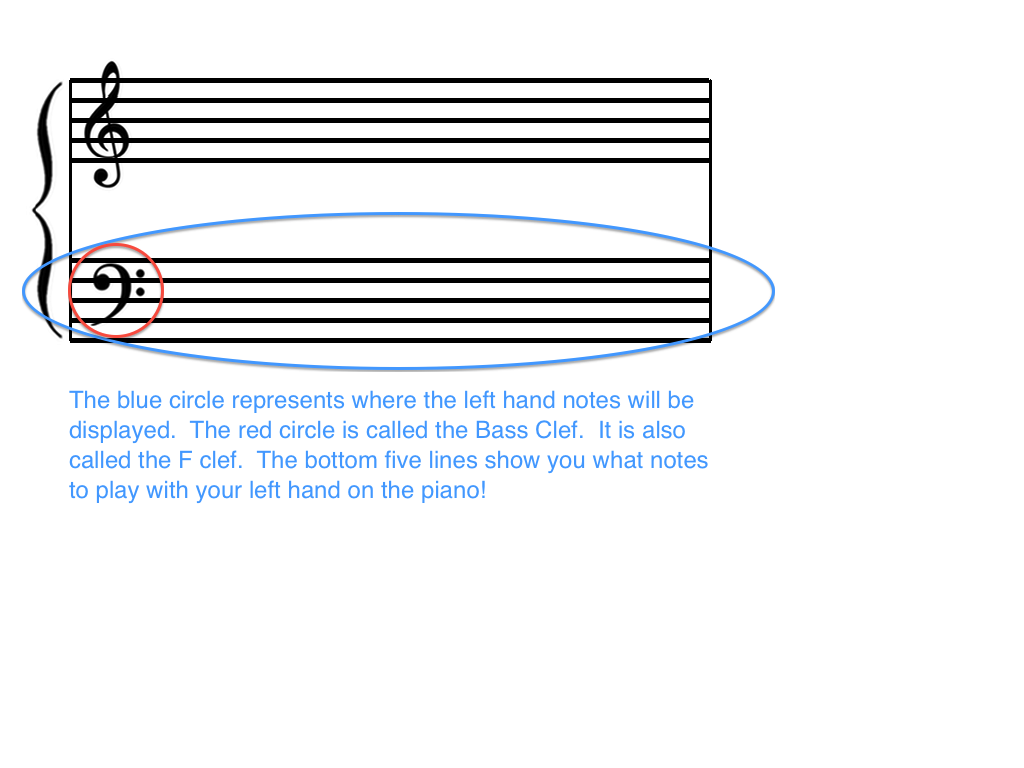 The blue circle represents where the left hand notes will be
displayed.  The red circle is called the Bass Clef.  It is also
called the F clef.  The bottom five lines show you what notes
to play with your left hand on the piano!